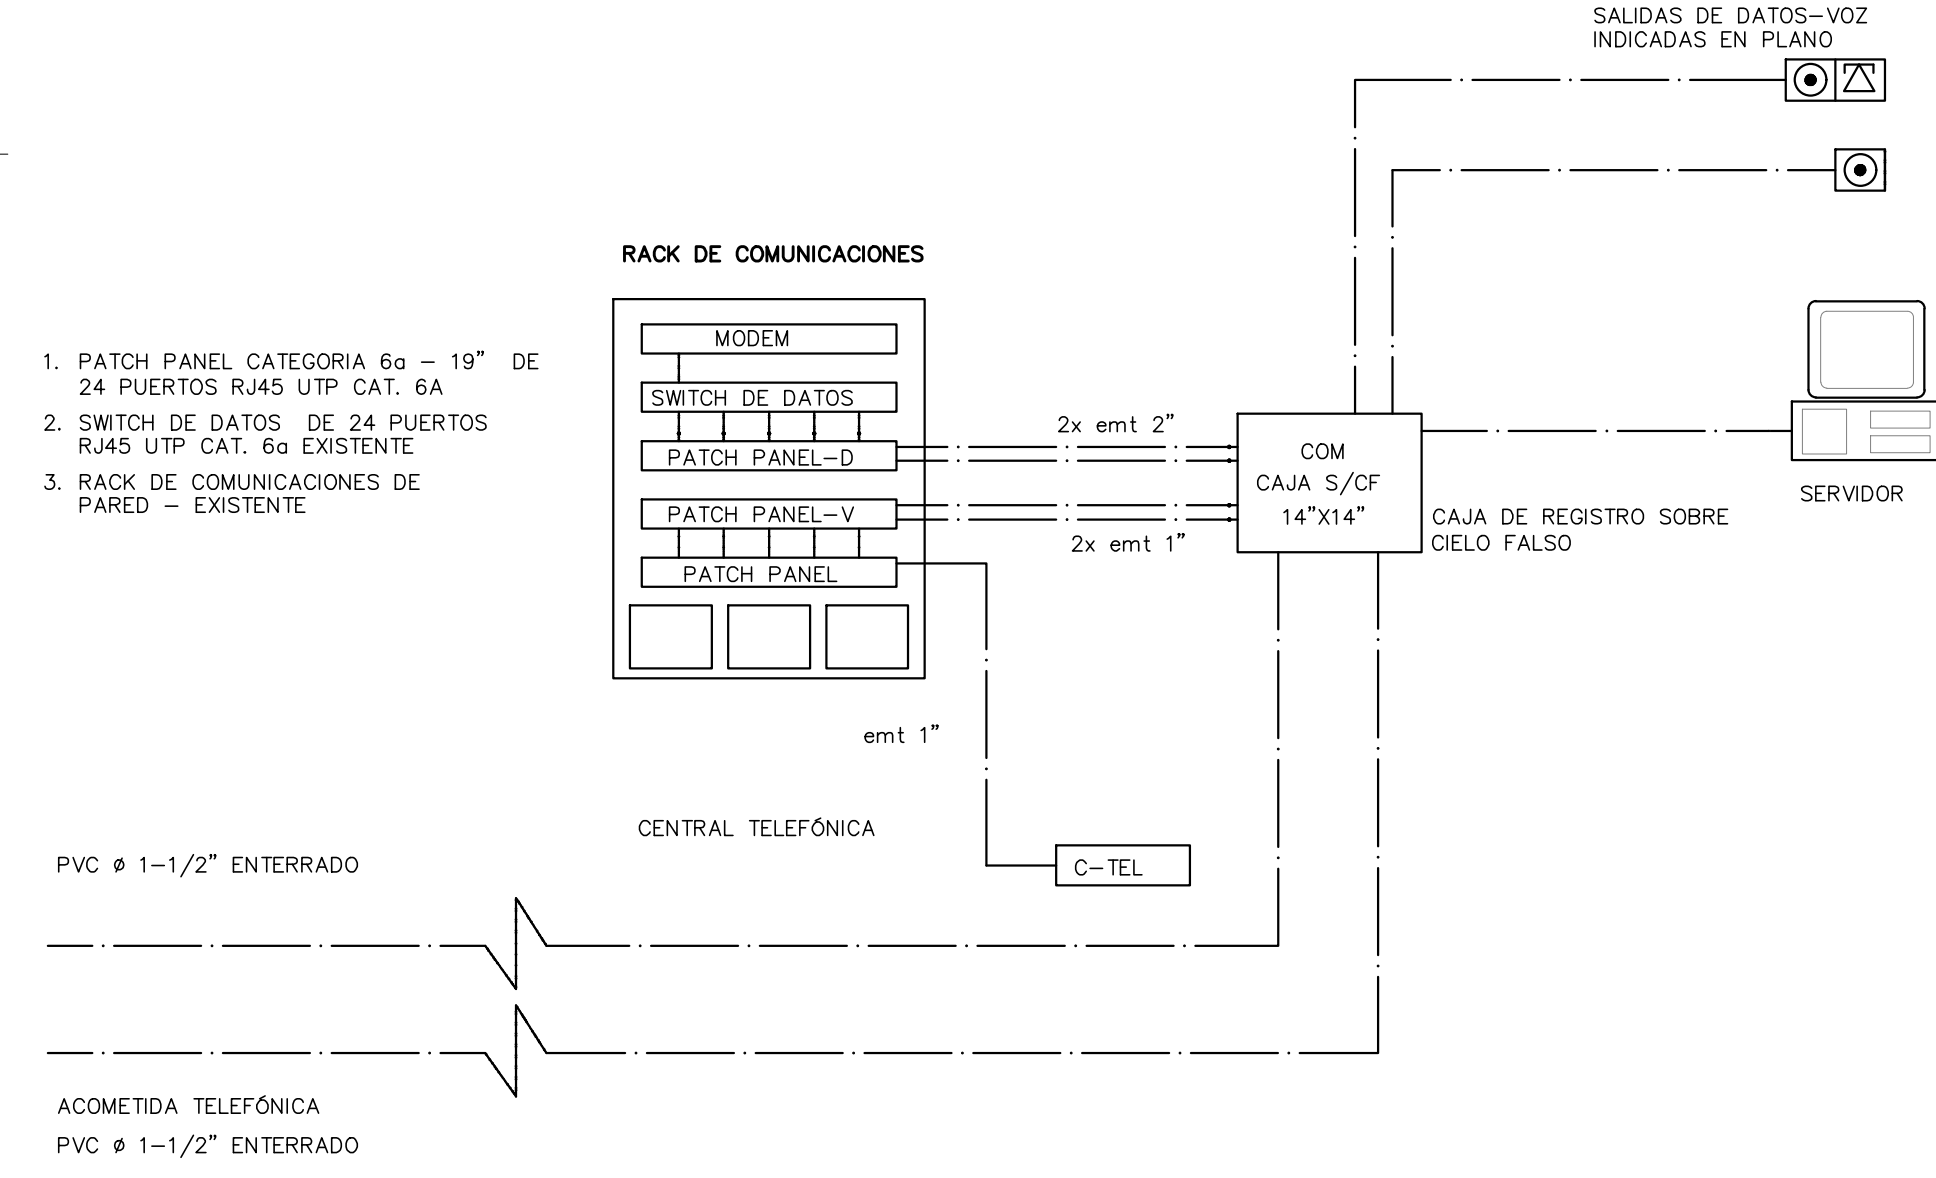 SALIDAS DE DATOS-VOZ
INDICADAS EN PLANO
RACK DE COMUNICACIONES
MODEM
SWITCH DE DATOS
PATCH PANEL-D
PATCH PANEL-V
PATCH PANEL
1. PATCH PANEL CATEGORIA 6a - 19" DE
24 PUERTOS RJ45 UTP CAT. 6A
2. SWITCH DE DATOS DE 24 PUERTOS
RJ45 UTP CAT. 6a EXISTENTE
3. RACK DE COMUNICACIONES DE
PARED - EXISTENTE
2x emt 2"
2x emt 1"
COM
CAJA S/CF
14"X14"
CAJA DE REGISTRO SOBRE
CIELO FALSO
SERVIDOR
emt 1"
CENTRAL TELEFÓNICA
C-TEL
PVC ø 1-1/2" ENTERRADO
ACOMETIDA TELEFÓNICA
PVC ø 1-1/2" ENTERRADO